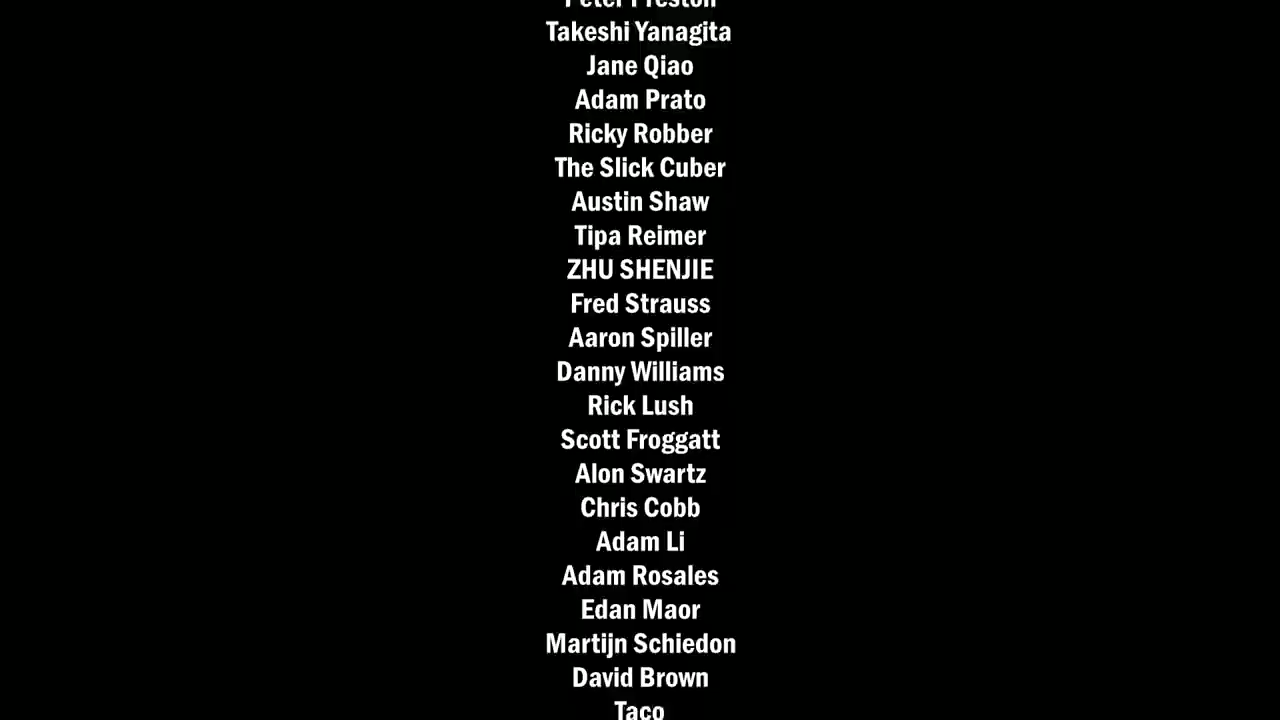 Peter Preston
Takeshi Yanagita
Jane Qiao
Adam Prato
Ricky Robber
The Slick Cuber
Austin Shaw
Tipa Reimer
ZHU SHENJIE
Fred Strauss
Aaron Spiller
Danny Williams
Rick Lush
Scott Froggatt
Alon Swartz
Chris Cobb
Adam Li
Adam Rosales
Edan Maor
Martijn Schiedon
David Brown
Taco